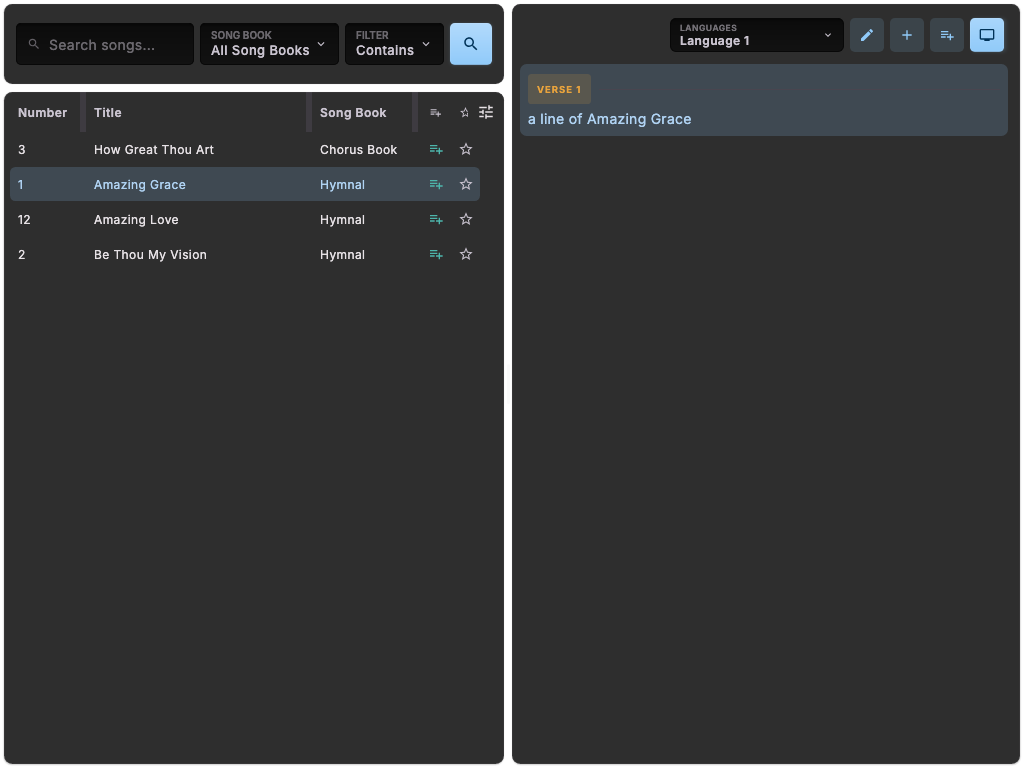 Search songs...
SONG BOOK
All Song Books
FILTER
Contains
Number Title Song Book
3 How Great Thou Art Chorus Book
1 Amazing Grace Hymnal
12 Amazing Love Hymnal
2 Be Thou My Vision Hymnal
LANGUAGES
Language 1
VERSE 1
a line of Amazing Grace